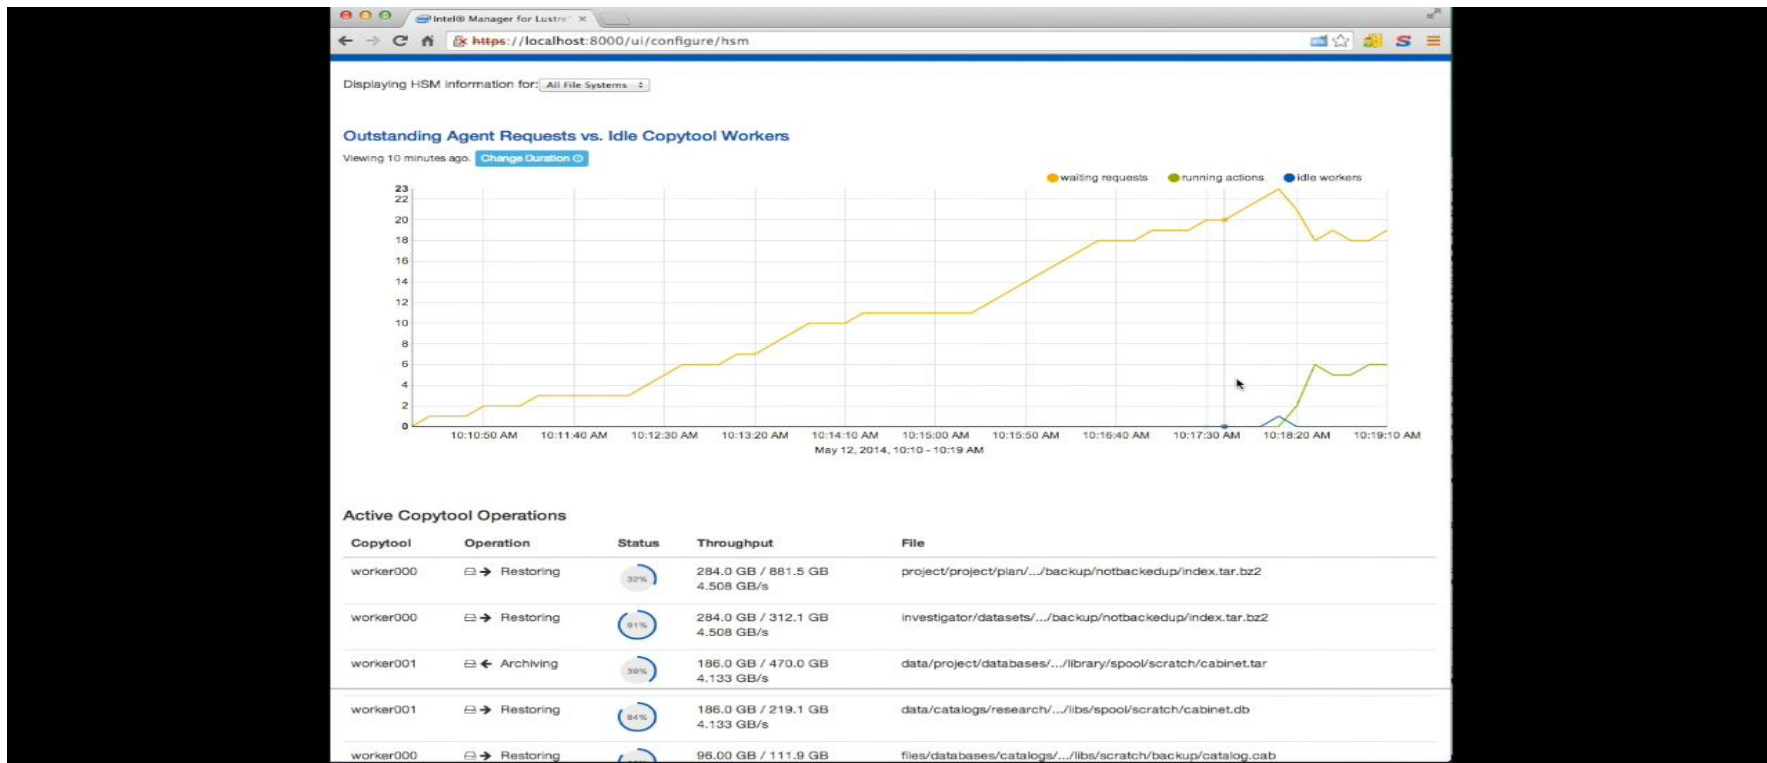 Intel® Manager for Lustre
https://localhost:8000/ui/configure/hsm
Displaying HSM information for: All File Systems
Outstanding Agent Requests vs. Idle Copytool Workers
Viewing 10 minutes ago. Change Duration
waiting requests running actions idle workers
23
22
20
18
16
14
12
10
8
6
4
2
0
10:10:50 AM 10:11:40 AM 10:12:30 AM 10:13:20 AM 10:14:10 AM 10:15:00 AM 10:15:50 AM 10:16:40 AM 10:17:30 AM 10:18:20 AM 10:19:10 AM
May 12, 2014, 10:10 - 10:19 AM
Active Copytool Operations
Copytool Operation Status Throughput File
worker000 Restoring 32% 284.0 GB / 881.5 GB project/project/plan/.../backup/notbackedup/index.tar.bz2
4.508 GB/s
worker000 Restoring 91% 284.0 GB / 312.1 GB investigator/datasets/.../backup/notbackedup/index.tar.bz2
4.508 GB/s
worker001 Archiving 39% 186.0 GB / 470.0 GB data/project/databases/.../library/spool/scratch/cabinet.tar
4.133 GB/s
worker001 Restoring 84% 186.0 GB / 219.1 GB data/catalogs/research/.../libs/spool/scratch/cabinet.db
4.133 GB/s
worker000 Restoring 96.00 GB / 111.9 GB files/databases/catalogs/.../libs/scratch/backup/catalog.cab